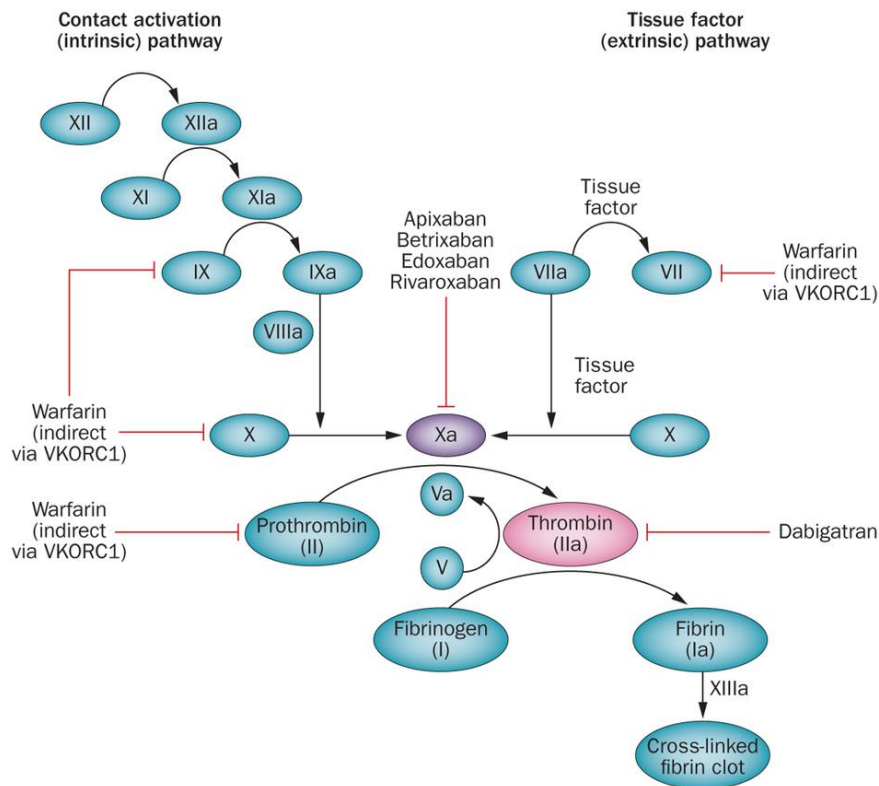 Contact activation
(intrinsic) pathway
Tissue factor
(extrinsic) pathway
XII
XIIa
XI
XIa
IX
IXa
VIIIa
Apixaban
Betrixaban
Edoxaban
Rivaroxaban
Tissue
factor
VIIa
VII
Warfarin
(indirect
via VKORC1)
Tissue
factor
Warfarin
(indirect
via VKORC1)
X
Xa
X
Warfarin
(indirect
via VKORC1)
Prothrombin
(II)
Va
V
Thrombin
(IIa)
Dabigatran
Fibrinogen
(I)
Fibrin
(Ia)
XIIIa
Cross-linked
fibrin clot